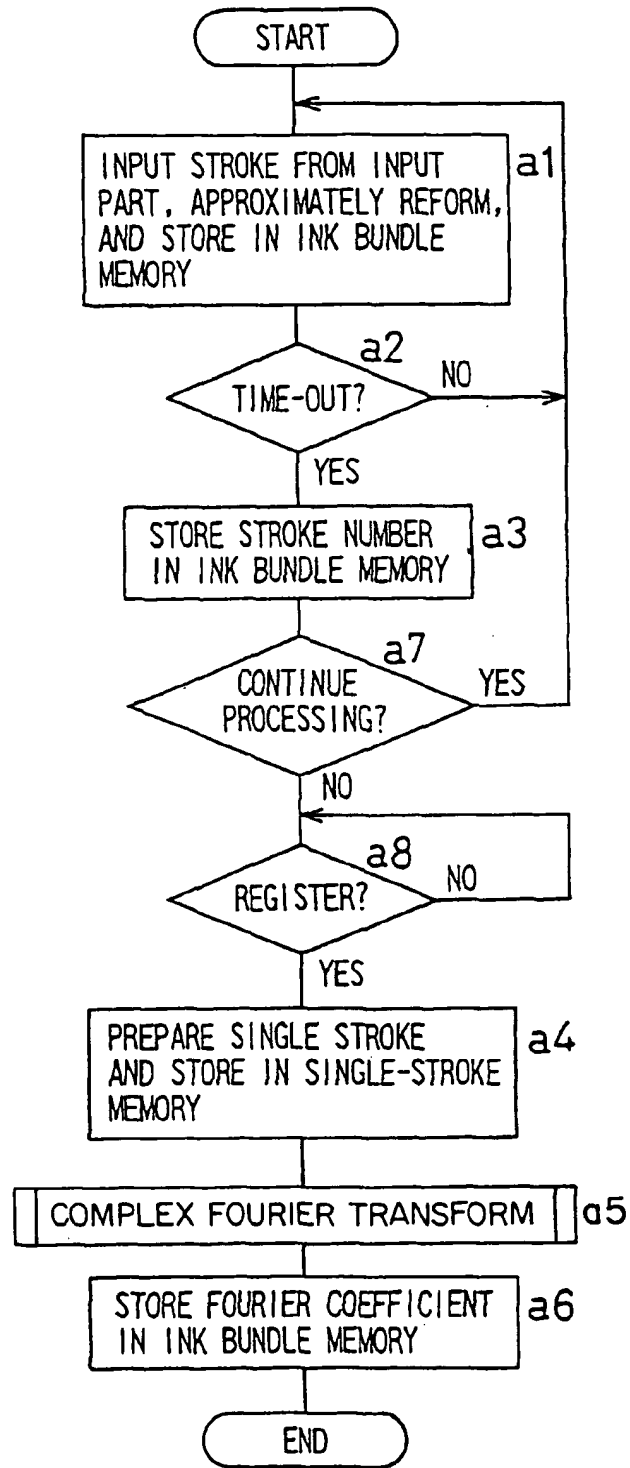 START
INPUT STROKE FROM INPUT
PART, APPROXIMATELY REFORM,
AND STORE IN INK BUNDLE
MEMORY
a1
TIME-OUT?
a2
NO
YES
STORE STROKE NUMBER
IN INK BUNDLE MEMORY
a3
CONTINUE
PROCESSING?
a7
YES
NO
REGISTER?
a8
NO
YES
PREPARE SINGLE STROKE
AND STORE IN SINGLE-STROKE
MEMORY
a4
COMPLEX FOURIER TRANSFORM
a5
STORE FOURIER COEFFICIENT
IN INK BUNDLE MEMORY
a6
END